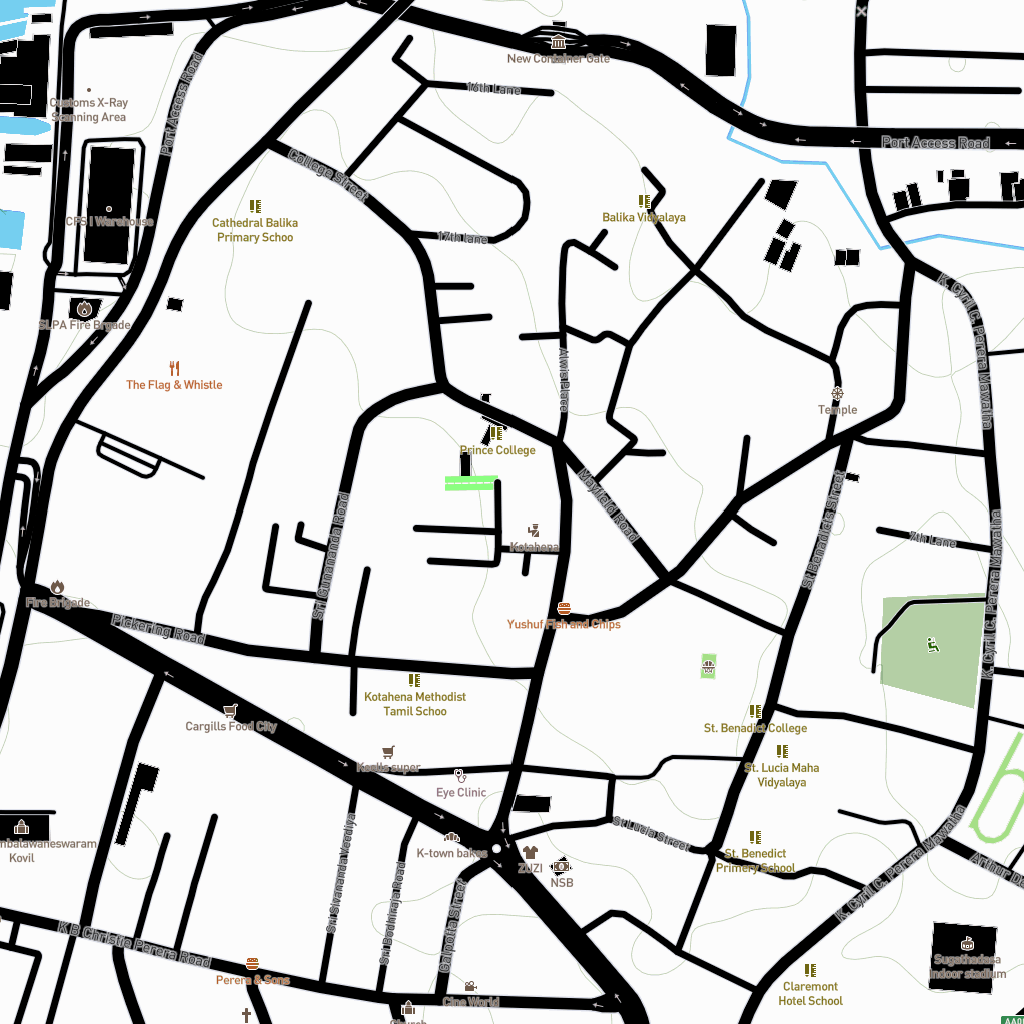 New Container Gate
16th Lane
Customs X-Ray
Scanning Area
Port Access Road
Port Access Road
College Street
CFS I Warehouse
Cathedral Balika
Primary Schoo
Balika Vidyalaya
17th lane
K. Cyril C. Perera Mawatha
SLPA Fire Brgade
The Flag & Whistle
Alwis Place
Temple
Prince College
Mayfield Road
St Benadicts Street
Sri Gunananda Road
Kotahena
7th Lane
K. Cyril C. Perera Mawatha
Fire Brigade
Pickering Road
Yushuf Fish and Chips
Kotahena Methodist
Tamil Schoo
Cargills Food City
St. Benadict College
Keells super
St. Lucia Maha
Vidyalaya
Eye Clinic
St.Lucia Street
K-town bakes
ZUZI
NSB
St. Benedict
Primery School
Kovil
K. Cyril C. Perera Mawatha
Sri Sivananda Veediya
Sri Bodhiraja Road
Galpotta Street
K B Christie Perera Road
Perera & Sons
Cine World
Church
Claremont
Hotel School
Sugathadasa
indoor stadium